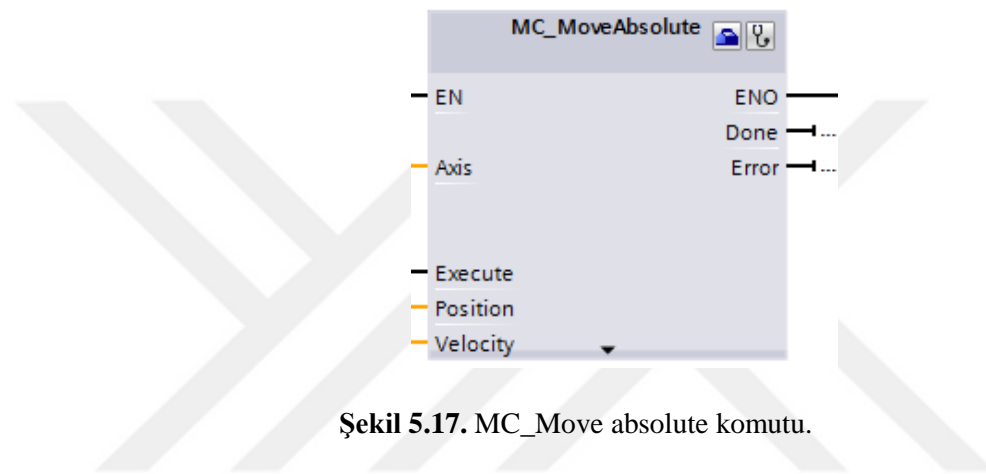 MC_MoveAbsolute
EN ENO
Done ...
Axis Error ...
Execute
Position
Velocity
Şekil 5.17. MC_Move absolute komutu.